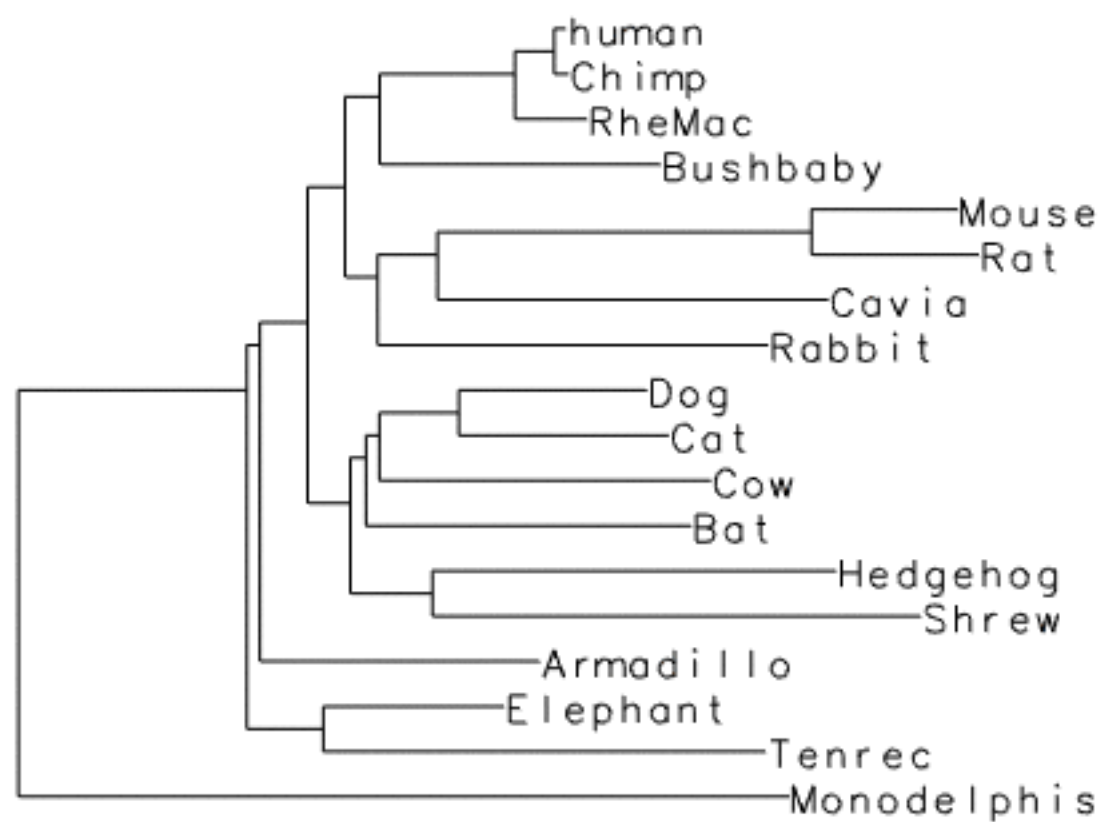 human
Chimp
RheMac
Bushbaby
Mouse
Rat
Cavia
Rabbit
Dog
Cat
Cow
Bat
Hedgehog
Shrew
Armadillo
Elephant
Tenrec
Monodelphis